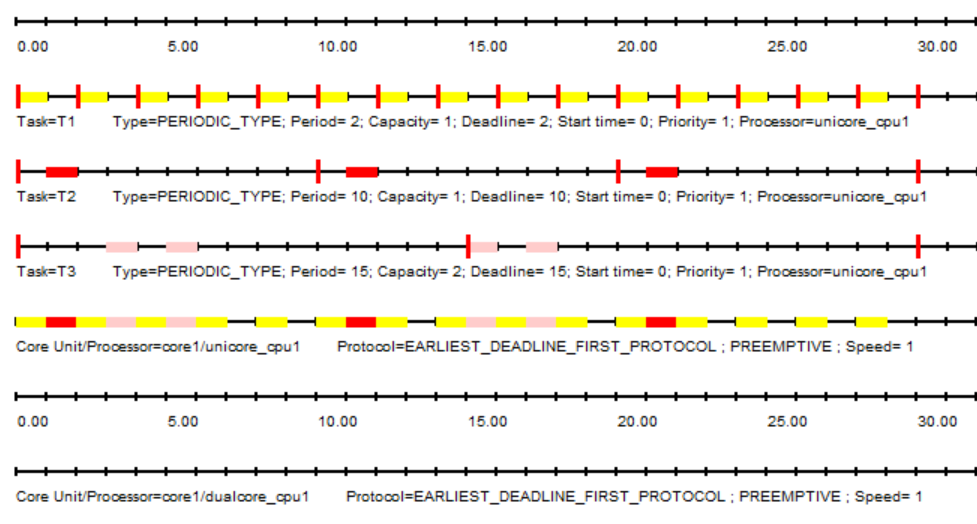 0.00 5.00 10.00 15.00 20.00 25.00 30.00
Task=T1 Type=PERIODIC_TYPE; Period= 2; Capacity= 1; Deadline= 2; Start time= 0; Priority= 1; Processor=unicore_cpu1
Task=T2 Type=PERIODIC_TYPE; Period= 10; Capacity= 1; Deadline= 10; Start time= 0; Priority= 1; Processor=unicore_cpu1
Task=T3 Type=PERIODIC_TYPE; Period= 15; Capacity= 2; Deadline= 15; Start time= 0; Priority= 1; Processor=unicore_cpu1
Core Unit/Processor=core1/unicore_cpu1 Protocol=EARLIEST_DEADLINE_FIRST_PROTOCOL ; PREEMPTIVE ; Speed= 1
0.00 5.00 10.00 15.00 20.00 25.00 30.00
Core Unit/Processor=core1/dualcore_cpu1 Protocol=EARLIEST_DEADLINE_FIRST_PROTOCOL ; PREEMPTIVE ; Speed= 1